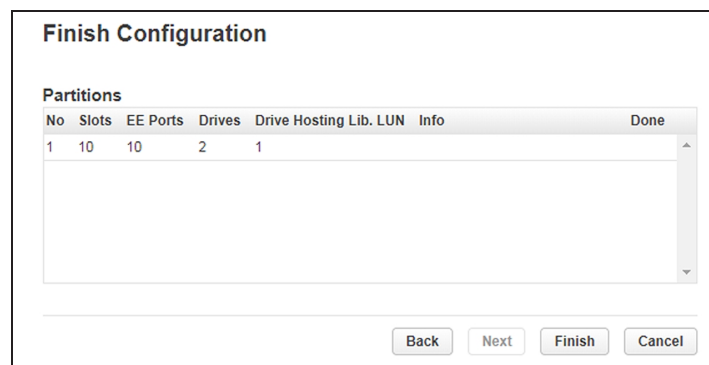 Finish Configuration
Partitions
No Slots EE Ports Drives Drive Hosting Lib. LUN Info Done
1 10 10 2 1
Back Next Finish Cancel